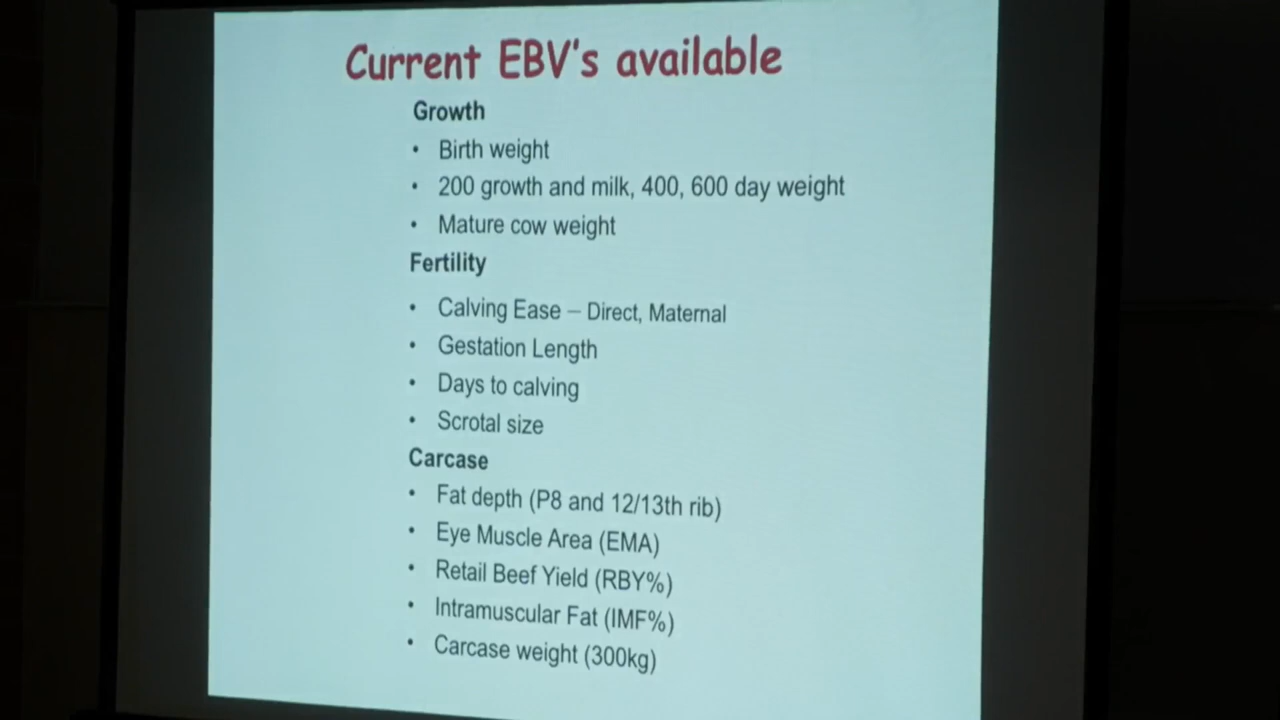 Current EBV's available
Growth
• Birth weight
• 200 growth and milk, 400, 600 day weight
• Mature cow weight
Fertility
• Calving Ease – Direct, Maternal
• Gestation Length
• Days to calving
• Scrotal size
Carcase
• Fat depth (P8 and 12/13th rib)
• Eye Muscle Area (EMA)
• Retail Beef Yield (RBY%)
• Intramuscular Fat (IMF%)
• Carcase weight (300kg)